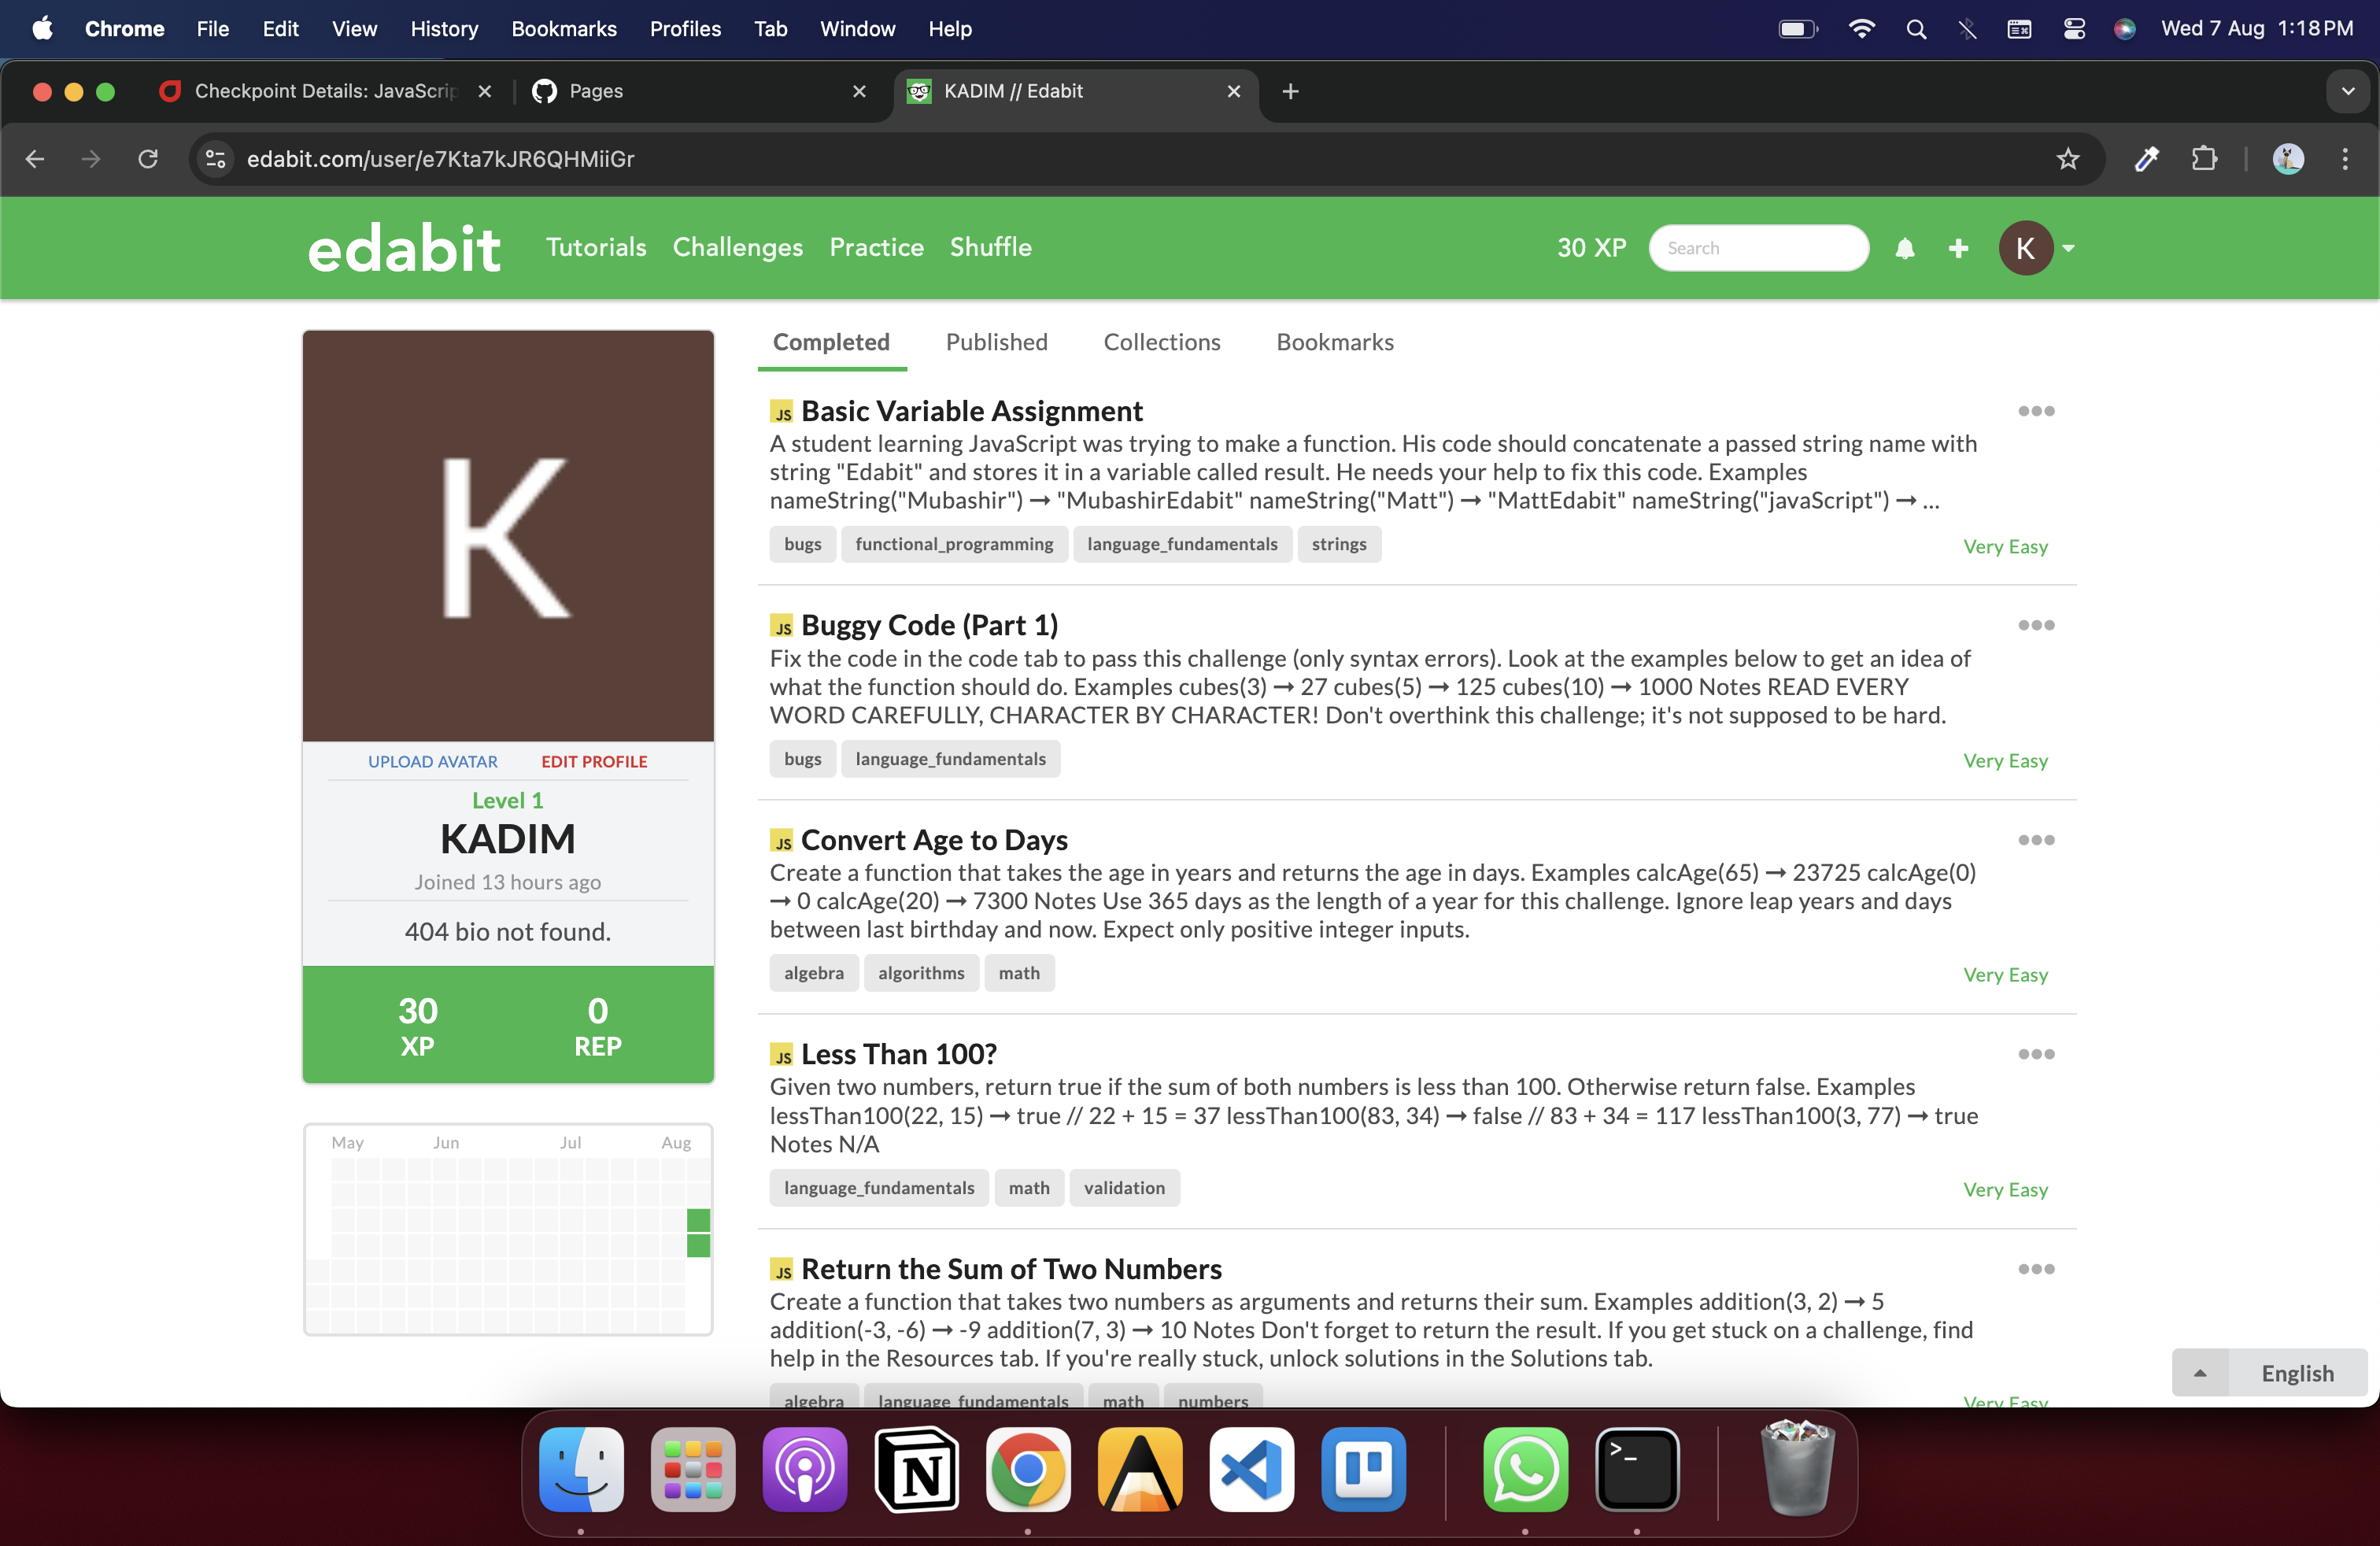 Chrome File Edit View History Bookmarks Profiles Tab Window Help Wed 7 Aug 1:18 PM
Checkpoint Details: JavaScrip Pages KADIM // Edabit
edabit.com/user/e7Kta7kJR6QHMiiGr
edabit Tutorials Challenges Practice Shuffle 30 XP Search K
K
UPLOAD AVATAR EDIT PROFILE
Level 1
KADIM
Joined 13 hours ago
404 bio not found.
30 0
XP REP
May Jun Jul Aug
Completed Published Collections Bookmarks
JS Basic Variable Assignment
A student learning JavaScript was trying to make a function. His code should concatenate a passed string name with
string "Edabit" and stores it in a variable called result. He needs your help to fix this code. Examples
nameString("Mubashir") ➞ "MubashirEdabit" nameString("Matt") ➞ "MattEdabit" nameString("javaScript") ➞ ...
bugs functional_programming language_fundamentals strings
Very Easy
JS Buggy Code (Part 1)
Fix the code in the code tab to pass this challenge (only syntax errors). Look at the examples below to get an idea of
what the function should do. Examples cubes(3) ➞ 27 cubes(5) ➞ 125 cubes(10) ➞ 1000 Notes READ EVERY
WORD CAREFULLY, CHARACTER BY CHARACTER! Don't overthink this challenge; it's not supposed to be hard.
bugs language_fundamentals
Very Easy
JS Convert Age to Days
Create a function that takes the age in years and returns the age in days. Examples calcAge(65) ➞ 23725 calcAge(0)
➞ 0 calcAge(20) ➞ 7300 Notes Use 365 days as the length of a year for this challenge. Ignore leap years and days
between last birthday and now. Expect only positive integer inputs.
algebra algorithms math
Very Easy
JS Less Than 100?
Given two numbers, return true if the sum of both numbers is less than 100. Otherwise return false. Examples
lessThan100(22, 15) ➞ true // 22 + 15 = 37 lessThan100(83, 34) ➞ false // 83 + 34 = 117 lessThan100(3, 77) ➞ true
Notes N/A
language_fundamentals math validation
Very Easy
JS Return the Sum of Two Numbers
Create a function that takes two numbers as arguments and returns their sum. Examples addition(3, 2) ➞ 5
addition(-3, -6) ➞ -9 addition(7, 3) ➞ 10 Notes Don't forget to return the result. If you get stuck on a challenge, find
help in the Resources tab. If you're really stuck, unlock solutions in the Solutions tab.
algebra language_fundamentals math numbers
Very Easy
English